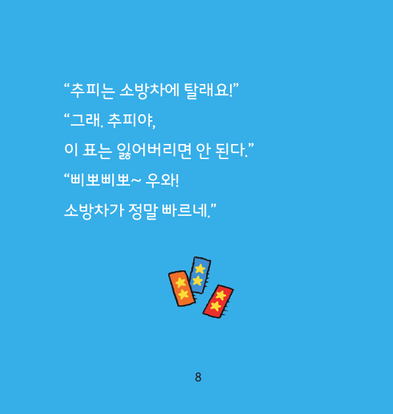 “추피는 소방차에 탈래요!”
“그래. 추피야,
이 표는 잃어버리면 안 된다.”
“삐뽀삐뽀~ 우와!
소방차가 정말 빠르네.”
8